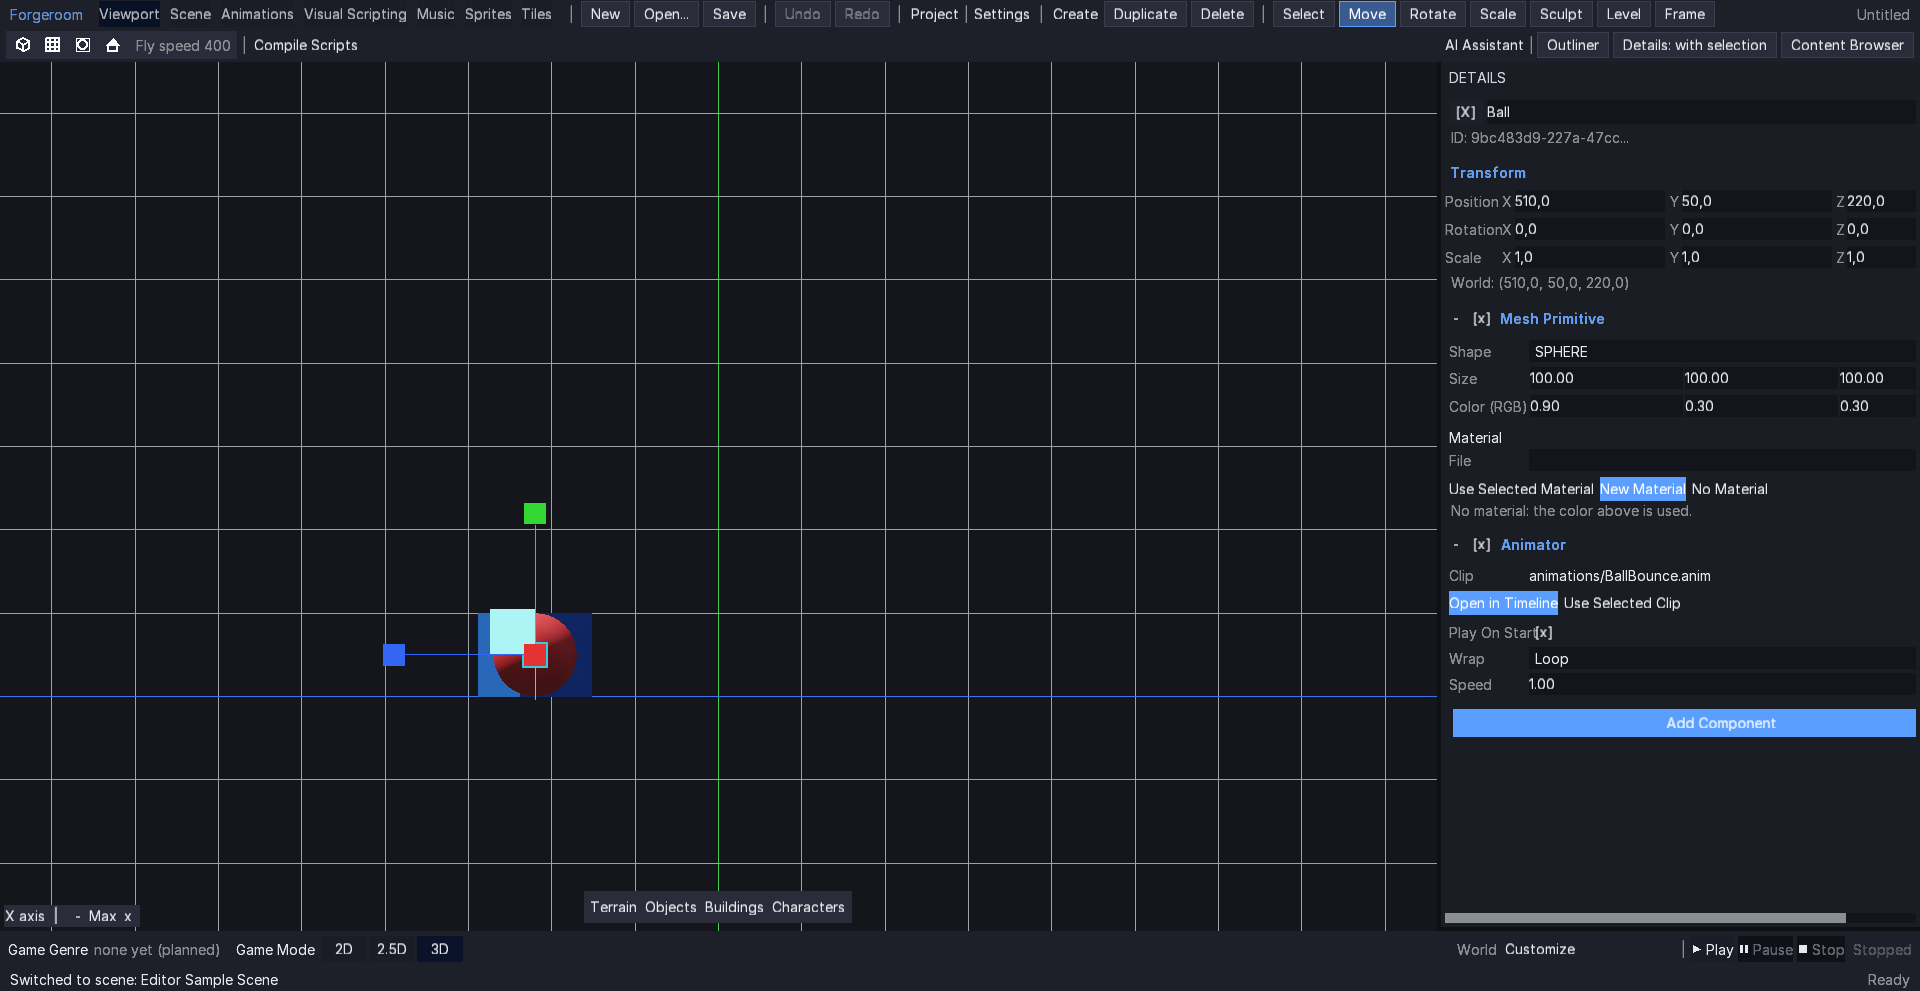 Forgeroom Viewport Scene Animations Visual Scripting Music Sprites Tiles | New Open... Save | Undo Redo | Project | Settings | Create Duplicate Delete | Select Move Rotate Scale Sculpt Level Frame Untitled
Fly speed 400 | Compile Scripts AI Assistant | Outliner Details: with selection Content Browser
DETAILS
[X] Ball
ID: 9bc483d9-227a-47cc...
Transform
Position X 510,0 Y 50,0 Z 220,0
Rotation X 0,0 Y 0,0 Z 0,0
Scale X 1,0 Y 1,0 Z 1,0
World: (510,0, 50,0, 220,0)
- [x] Mesh Primitive
Shape SPHERE
Size 100.00 100.00 100.00
Color (RGB) 0.90 0.30 0.30
Material
File
Use Selected Material New Material No Material
No material: the color above is used.
- [x] Animator
Clip animations/BallBounce.anim
Open in Timeline Use Selected Clip
Play On Start [x]
Wrap Loop
Speed 1.00
Add Component
Terrain Objects Buildings Characters
X axis | - Max x
Game Genre none yet (planned) Game Mode 2D 2.5D 3D World Customize | Play Pause Stop Stopped
Switched to scene: Editor Sample Scene Ready